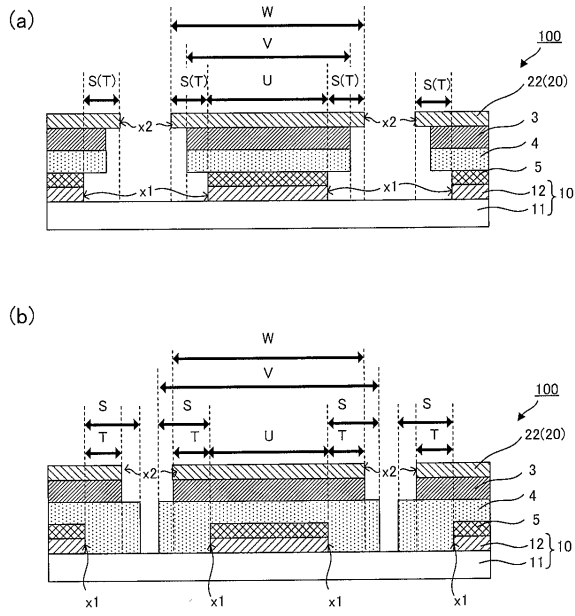 (a)
W
V
100
S(T) S(T) U S(T) S(T)
22(20)
x2 x2
3
4
5
x1 x1
12 10
11
(b)
W
V
100
S S S S
T T U T T
22(20)
x2 x2
3
4
5
12 10
11
x1 x1 x1 x1